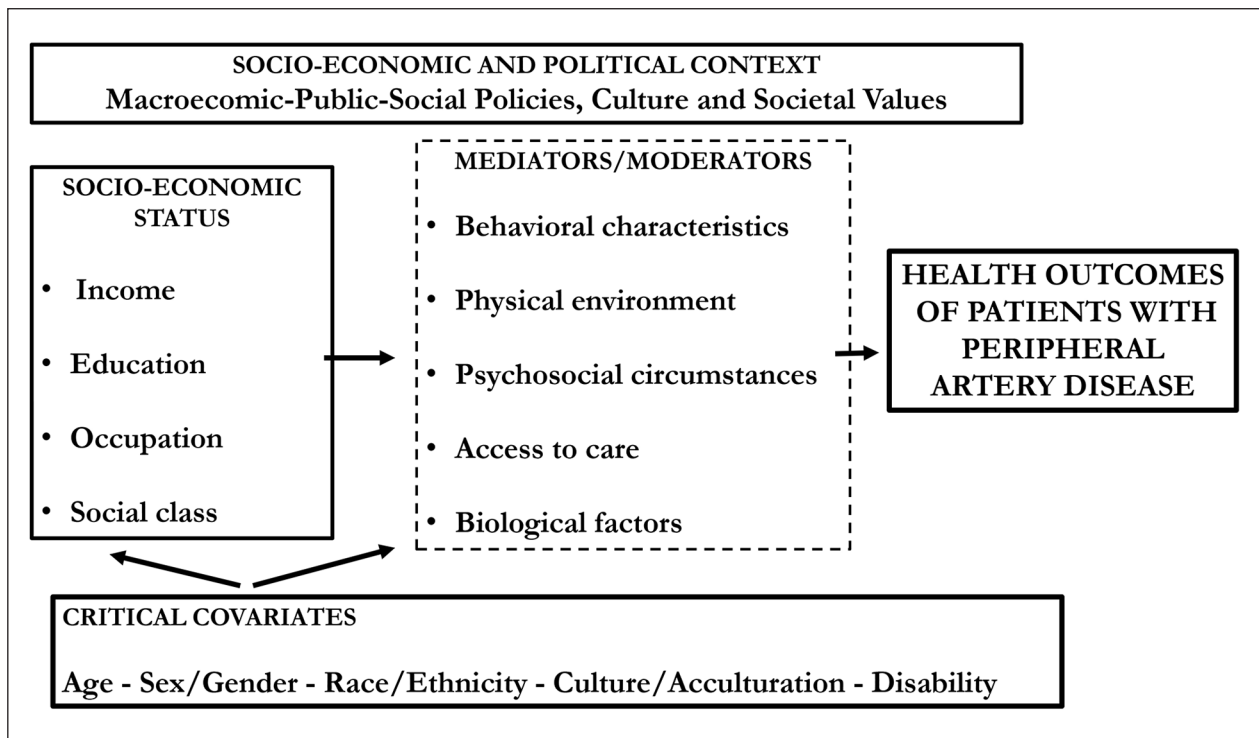 SOCIO-ECONOMIC AND POLITICAL CONTEXT
Macroecomic-Public-Social Policies, Culture and Societal Values
SOCIO-ECONOMIC
STATUS
• Income
• Education
• Occupation
• Social class
MEDIATORS/MODERATORS
• Behavioral characteristics
• Physical environment
• Psychosocial circumstances
• Access to care
• Biological factors
HEALTH OUTCOMES
OF PATIENTS WITH
PERIPHERAL
ARTERY DISEASE
CRITICAL COVARIATES
Age - Sex/Gender - Race/Ethnicity - Culture/Acculturation - Disability